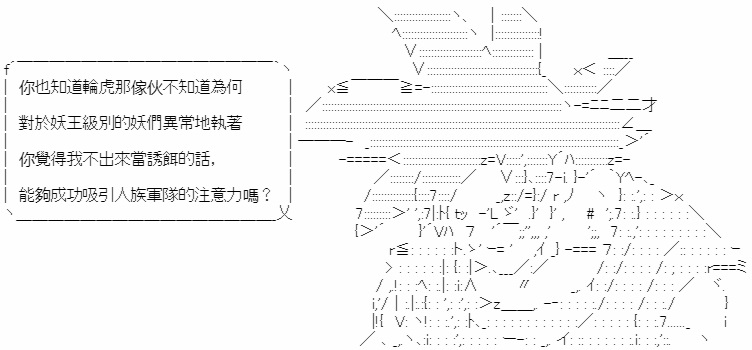 你也知道輪虎那傢伙不知道為何
對於妖王級別的妖們異常地執著
你覺得我不出來當誘餌的話，
能夠成功吸引人族軍隊的注意力嗎？